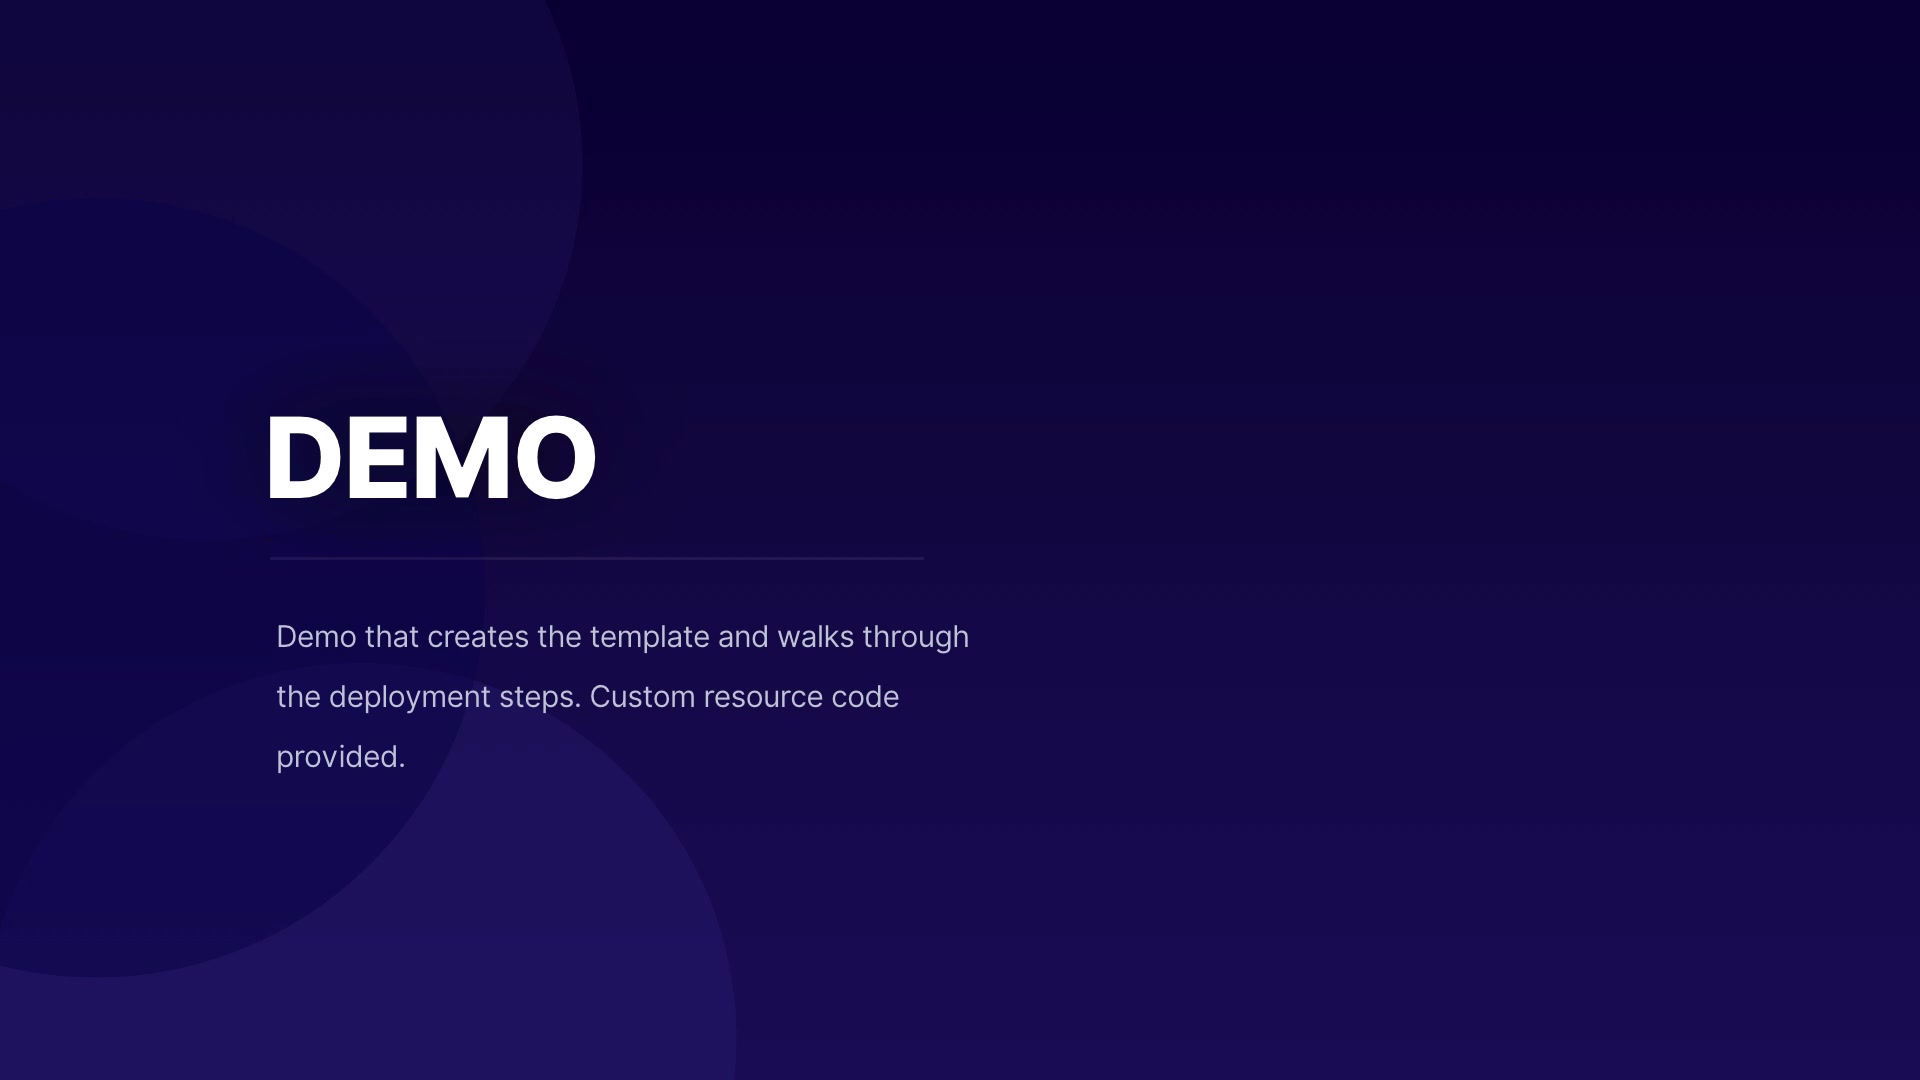 DEMO
Demo that creates the template and walks through
the deployment steps. Custom resource code
provided.